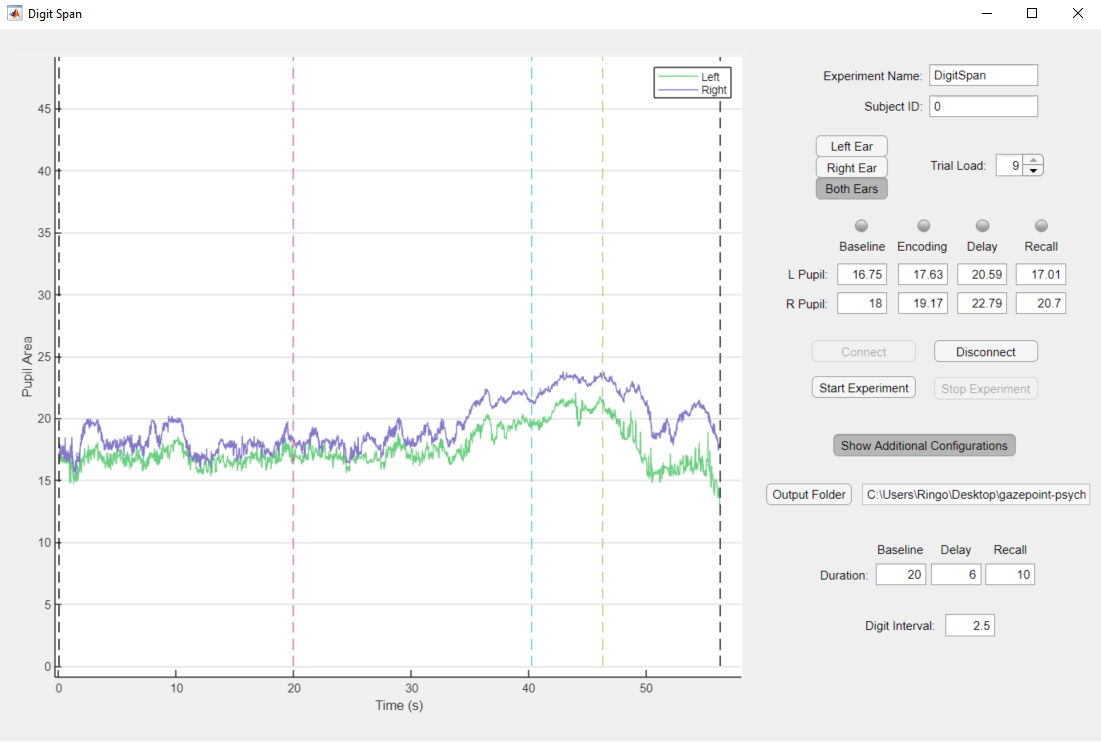 Digit Span
Left
Right
45
40
35
30
25
20
15
10
5
0
Pupil Area
0 10 20 30 40 50
Time (s)
Experiment Name: DigitSpan
Subject ID: 0
Left Ear
Right Ear
Both Ears
Trial Load: 9
Baseline Encoding Delay Recall
L Pupil: 16.75 17.63 20.59 17.01
R Pupil: 18 19.17 22.79 20.7
Connect Disconnect
Start Experiment Stop Experiment
Show Additional Configurations
Output Folder C:\Users\Ringo\Desktop\gazepoint-psych
Baseline Delay Recall
Duration: 20 6 10
Digit Interval: 2.5